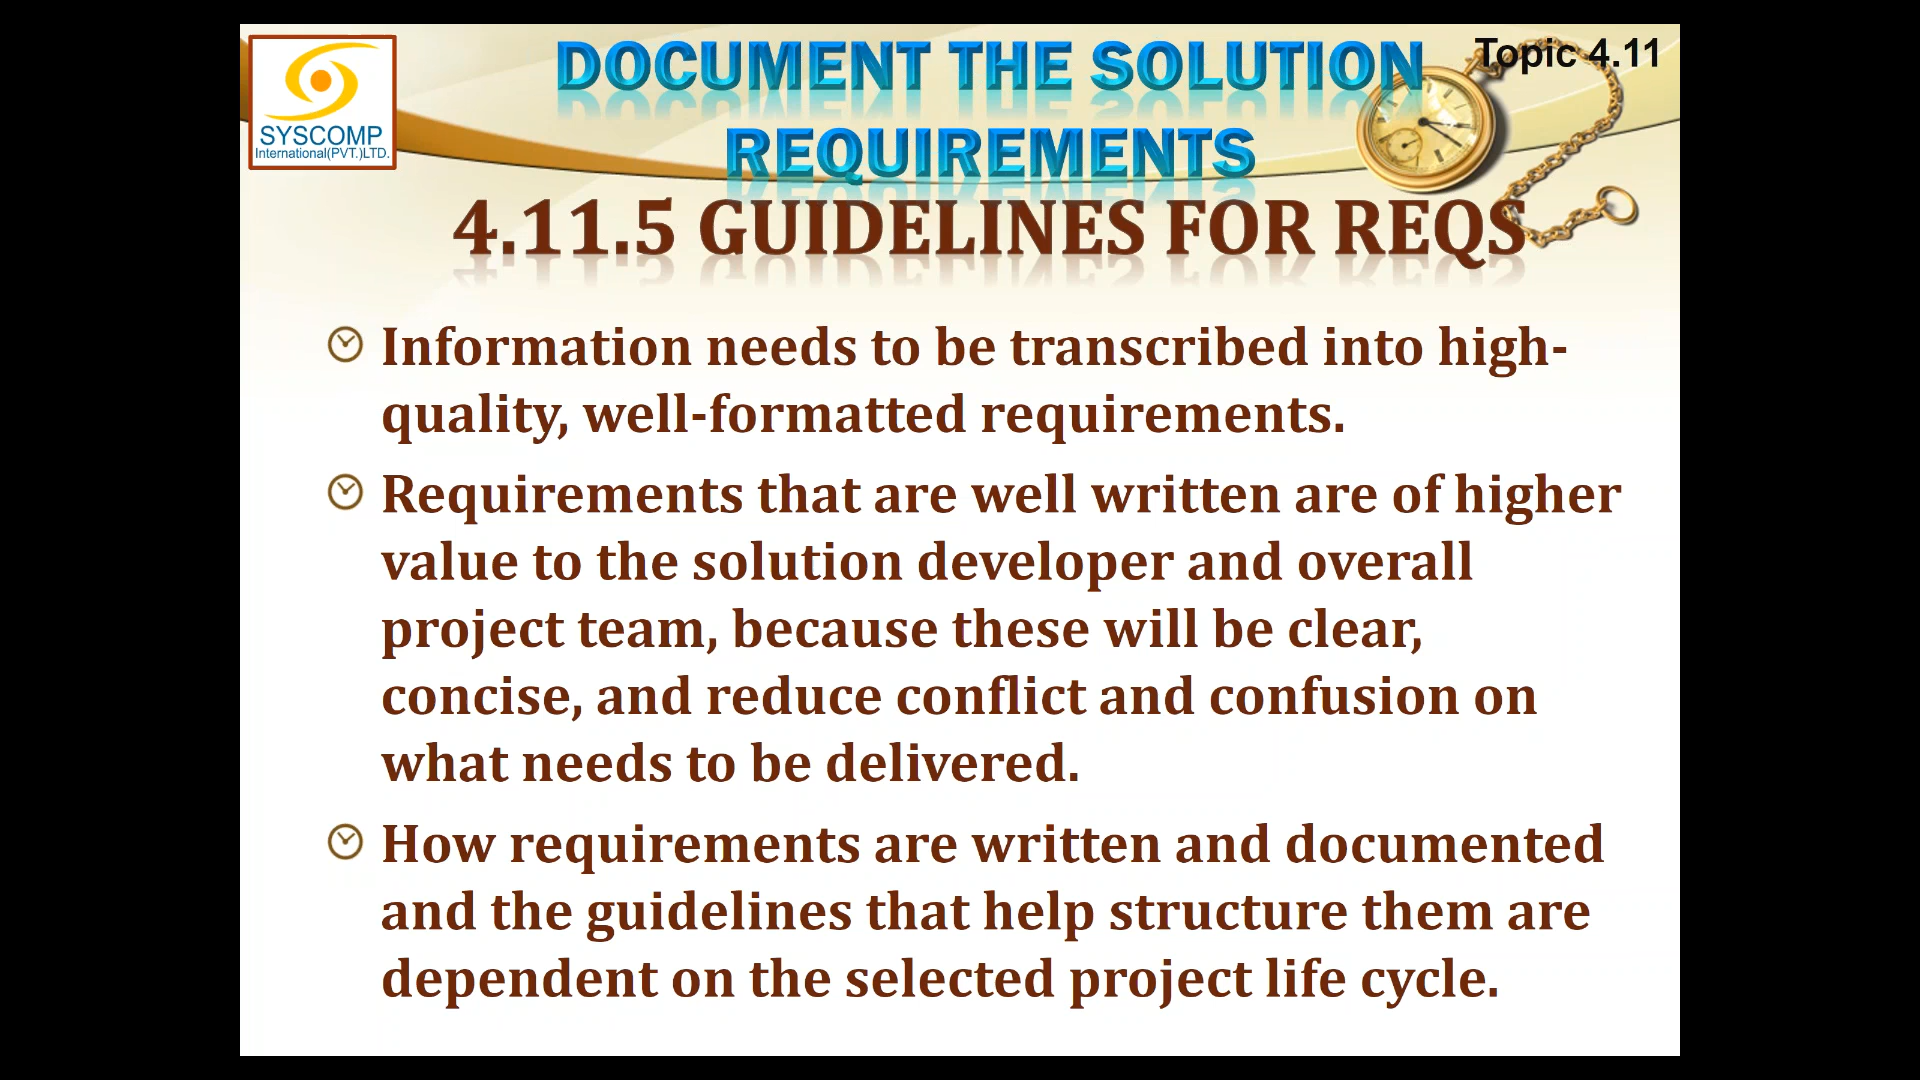 SYSCOMP
International(PVT.)LTD.
DOCUMENT THE SOLUTION
REQUIREMENTS
Topic 4.11
4.11.5 GUIDELINES FOR REQS
Information needs to be transcribed into high-
quality, well-formatted requirements.
Requirements that are well written are of higher
value to the solution developer and overall
project team, because these will be clear,
concise, and reduce conflict and confusion on
what needs to be delivered.
How requirements are written and documented
and the guidelines that help structure them are
dependent on the selected project life cycle.